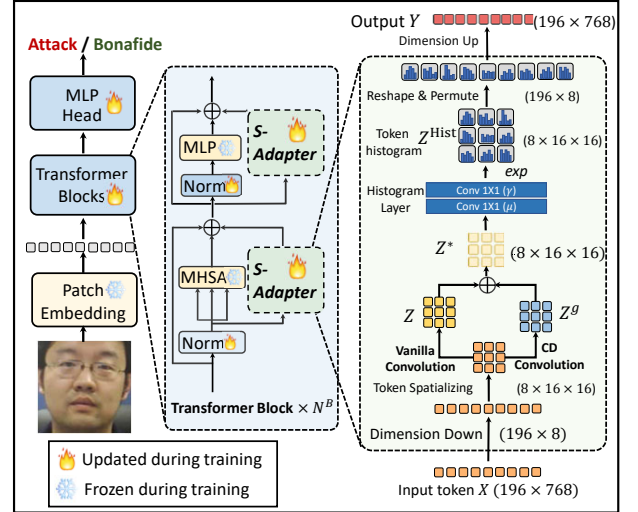 Attack / Bonafide
MLP
Head
Transformer
Blocks
Patch
Embedding
Updated during training
Frozen during training
MLP
Norm
S-
Adapter
MHSA
Norm
S-
Adapter
Transformer Block × N^B
Output Y (196 × 768)
Dimension Up
Reshape & Permute (196 × 8)
Token
histogram
Z^Hist (8 × 16 × 16)
exp
Histogram
Layer
Conv 1X1 (γ)
Conv 1X1 (μ)
Z* (8 × 16 × 16)
Z
Z^g
Vanilla
Convolution
CD
Convolution
Token Spatializing (8 × 16 × 16)
Dimension Down (196 × 8)
Input token X (196 × 768)